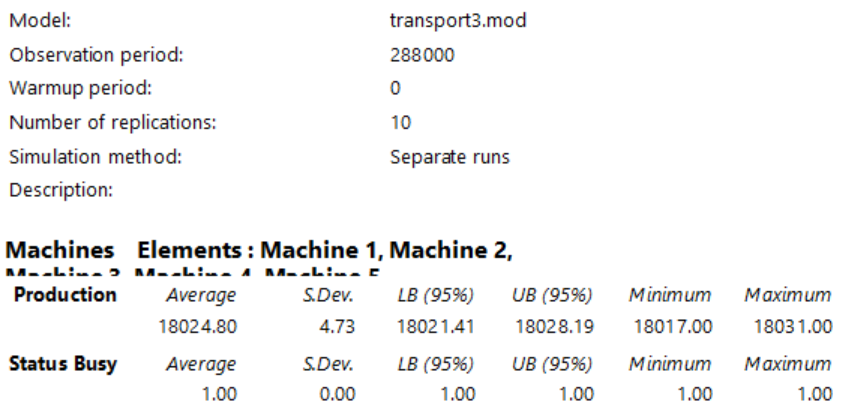 Model: transport3.mod
Observation period: 288000
Warmup period: 0
Number of replications: 10
Simulation method: Separate runs
Description:
Machines Elements : Machine 1, Machine 2,
Machine 3, Machine 4, Machine 5
Production Average S.Dev. LB (95%) UB (95%) Minimum Maximum
18024.80 4.73 18021.41 18028.19 18017.00 18031.00
Status Busy Average S.Dev. LB (95%) UB (95%) Minimum Maximum
1.00 0.00 1.00 1.00 1.00 1.00